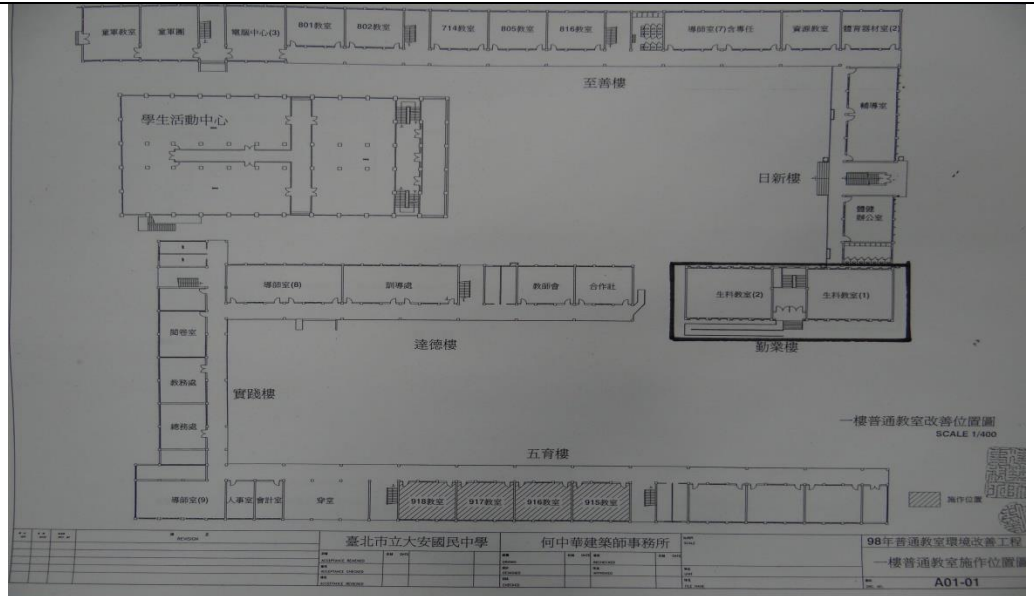 童軍教室 童軍團 電腦中心(3) 801教室 802教室 714教室 805教室 816教室 導師室(7)含專任 資源教室 體育器材室(2)
至善樓
輔導室
學生活動中心
日新樓
體健
辦公室
導師室(8) 訓導處 教師會 合作社
生科教室(2) 生科教室(1)
閱卷室
達德樓
勤業樓
教務處
實踐樓
總務處
一樓普通教室改善位置圖
SCALE 1/400
五育樓
導師室(9) 人事室 會計室 穿堂 918教室 917教室 916教室 915教室
施作位置
臺北市立大安國民中學 何中華建築師事務所 98年普通教室環境改善工程
一樓普通教室施作位置圖
A01-01